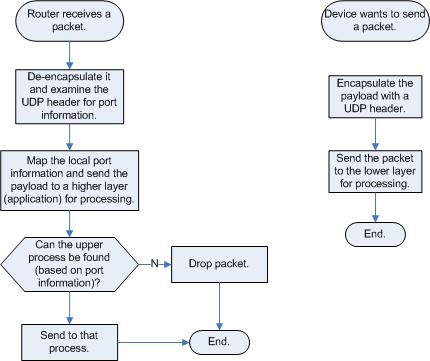 Router receives a
packet.
De-encapsulate it
and examine the
UDP header for port
information.
Map the local port
information and send the
payload to a higher layer
(application) for processing.
Can the upper
process be found
(based on port
information)?
N
Drop packet.
Send to that
process.
End.
Device wants to send
a packet.
Encapsulate the
payload with a
UDP header.
Send the packet
to the lower layer
for processing.
End.